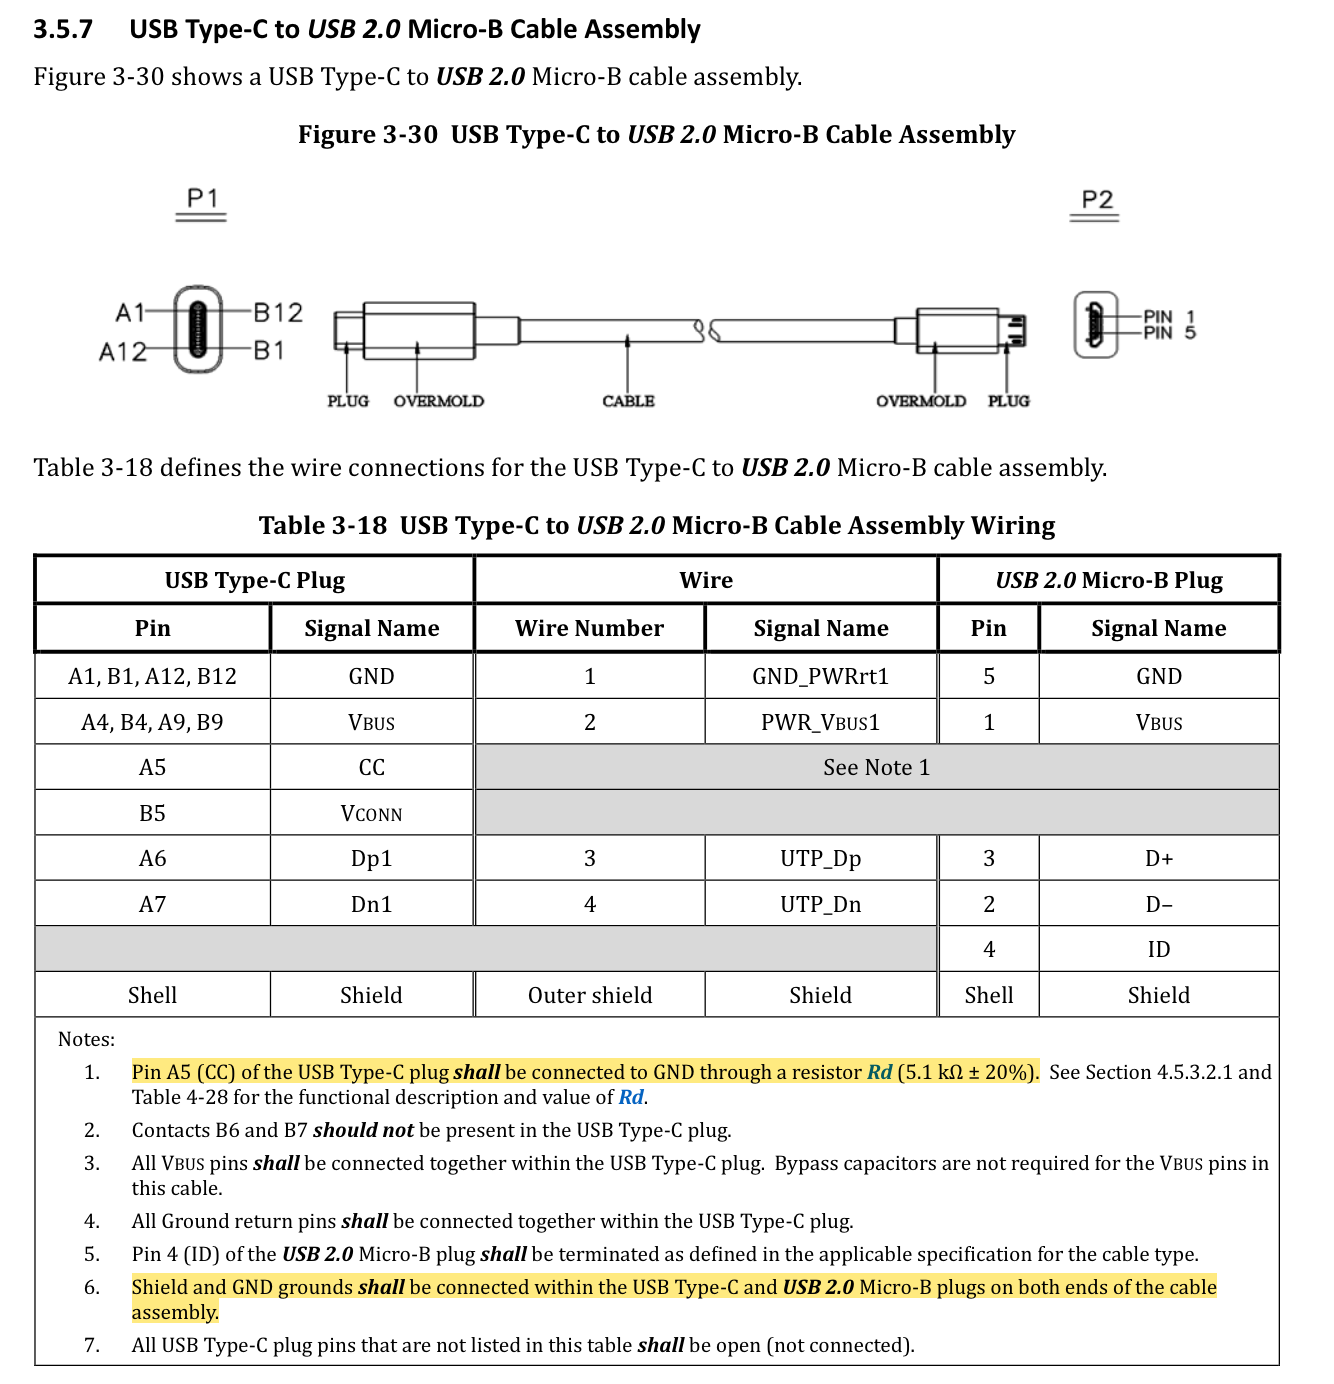 3.5.7 USB Type-C to USB 2.0 Micro-B Cable Assembly
Figure 3-30 shows a USB Type-C to USB 2.0 Micro-B cable assembly.
Figure 3-30 USB Type-C to USB 2.0 Micro-B Cable Assembly
P1
P2
A1
B12
A12
B1
PIN 1
PIN 5
PLUG OVERMOLD CABLE OVERMOLD PLUG
Table 3-18 defines the wire connections for the USB Type-C to USB 2.0 Micro-B cable assembly.
Table 3-18 USB Type-C to USB 2.0 Micro-B Cable Assembly Wiring
USB Type-C Plug Wire USB 2.0 Micro-B Plug
Pin Signal Name Wire Number Signal Name Pin Signal Name
A1, B1, A12, B12 GND 1 GND_PWRrt1 5 GND
A4, B4, A9, B9 VBUS 2 PWR_VBUS1 1 VBUS
A5 CC See Note 1
B5 VCONN
A6 Dp1 3 UTP_Dp 3 D+
A7 Dn1 4 UTP_Dn 2 D–
4 ID
Shell Shield Outer shield Shield Shell Shield
Notes:
1. Pin A5 (CC) of the USB Type-C plug shall be connected to GND through a resistor Rd (5.1 kΩ ± 20%). See Section 4.5.3.2.1 and
Table 4-28 for the functional description and value of Rd.
2. Contacts B6 and B7 should not be present in the USB Type-C plug.
3. All VBUS pins shall be connected together within the USB Type-C plug. Bypass capacitors are not required for the VBUS pins in
this cable.
4. All Ground return pins shall be connected together within the USB Type-C plug.
5. Pin 4 (ID) of the USB 2.0 Micro-B plug shall be terminated as defined in the applicable specification for the cable type.
6. Shield and GND grounds shall be connected within the USB Type-C and USB 2.0 Micro-B plugs on both ends of the cable
assembly.
7. All USB Type-C plug pins that are not listed in this table shall be open (not connected).